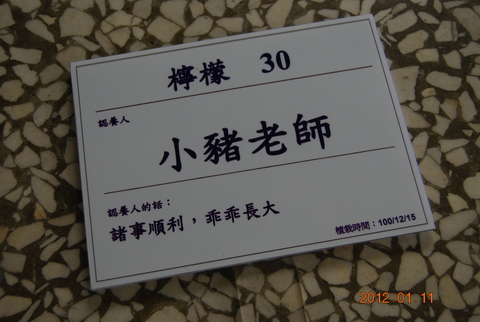 檸檬 30
認養人
小豬老師
認養人的話：
諸事順利，乖乖長大
植栽時間：100/12/15
2012 01 11